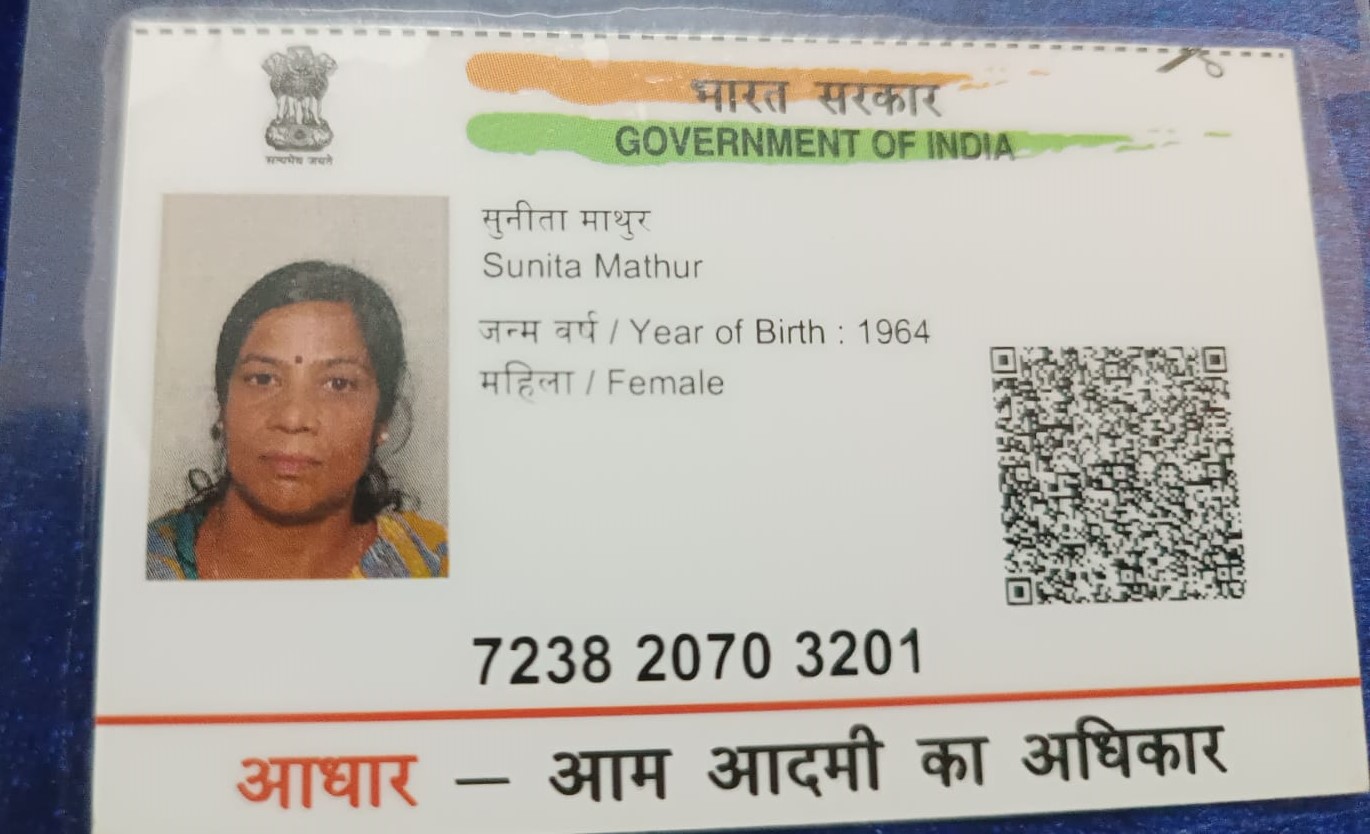 भारत सरकार
GOVERNMENT OF INDIA
सत्यमेव जयते
सुनीता माथुर
Sunita Mathur
जन्म वर्ष / Year of Birth : 1964
महिला / Female
7238 2070 3201
आधार — आम आदमी का अधिकार